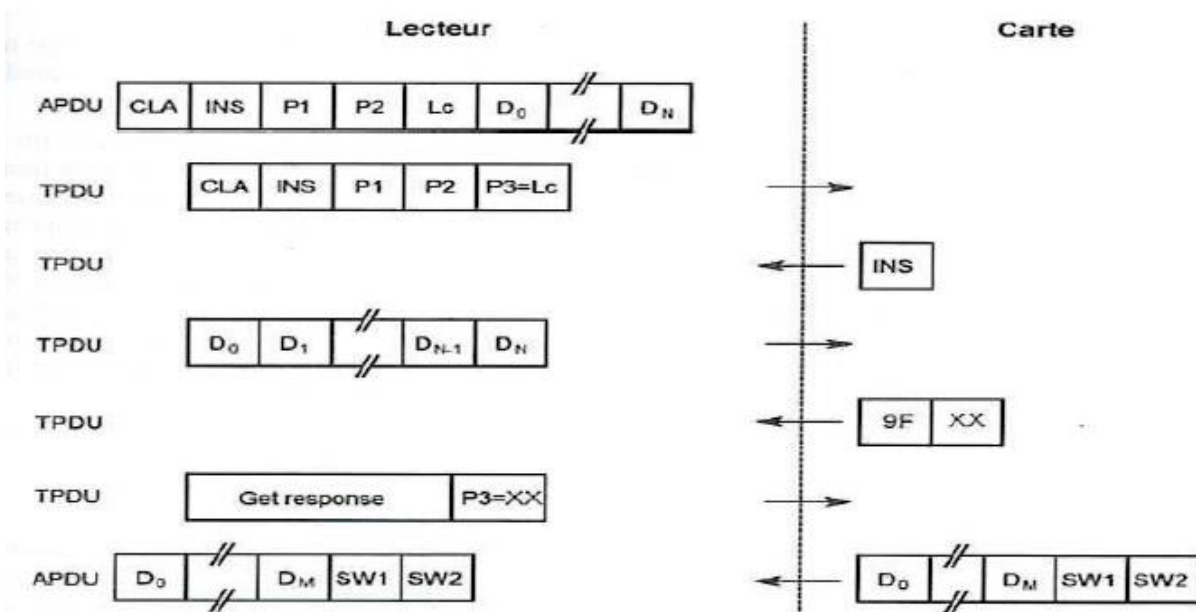 Lecteur Carte
APDU CLA INS P1 P2 Lc D0 DN
TPDU CLA INS P1 P2 P3=Lc
TPDU INS
TPDU D0 D1 DN-1 DN
TPDU 9F XX
TPDU Get response P3=XX
APDU D0 DM SW1 SW2 D0 DM SW1 SW2